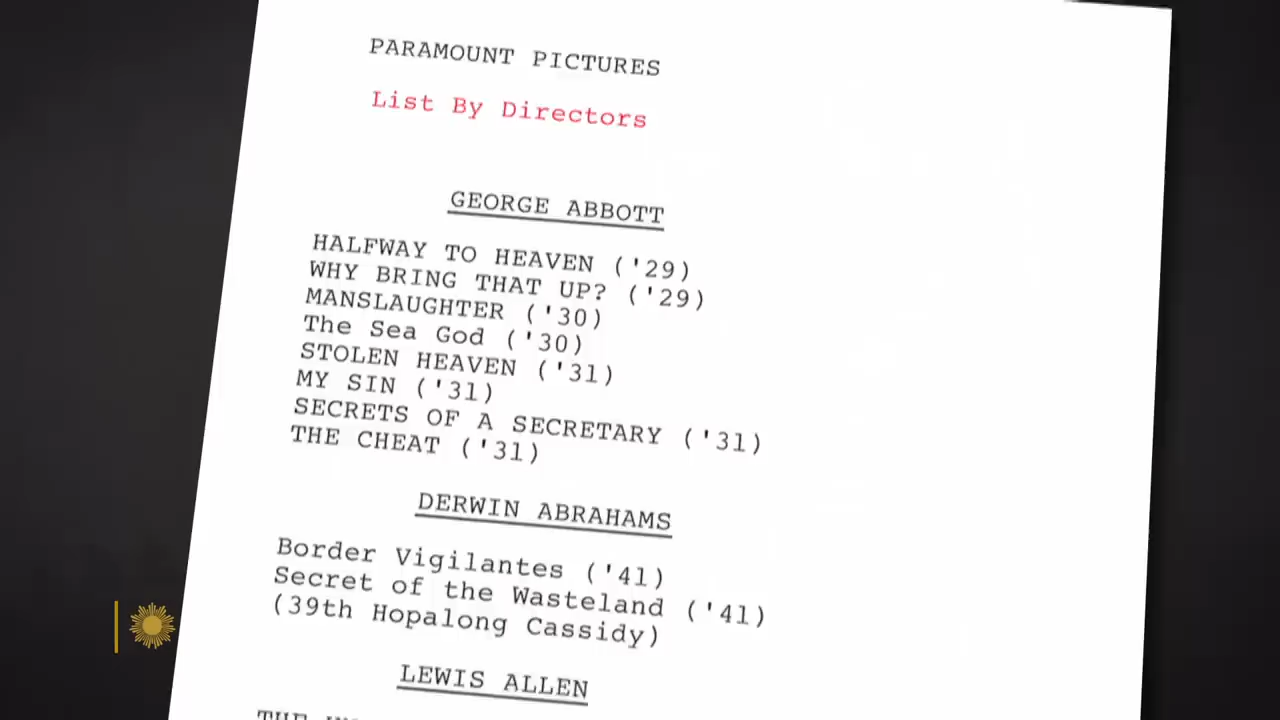 PARAMOUNT PICTURES
List By Directors
GEORGE ABBOTT
HALFWAY TO HEAVEN ('29)
WHY BRING THAT UP? ('29)
MANSLAUGHTER ('30)
The Sea God ('30)
STOLEN HEAVEN ('31)
MY SIN ('31)
SECRETS OF A SECRETARY ('31)
THE CHEAT ('31)
DERWIN ABRAHAMS
Border Vigilantes ('41)
Secret of the Wasteland ('41)
(39th Hopalong Cassidy)
LEWIS ALLEN
THE